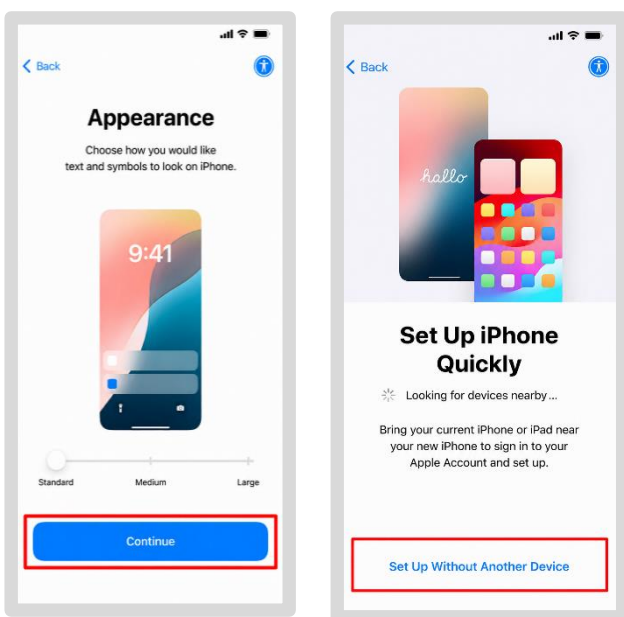 Back
Appearance
Choose how you would like
text and symbols to look on iPhone.
9:41
Standard Medium Large
Continue
Back
hallo
Set Up iPhone
Quickly
Looking for devices nearby...
Bring your current iPhone or iPad near
your new iPhone to sign in to your
Apple Account and set up.
Set Up Without Another Device